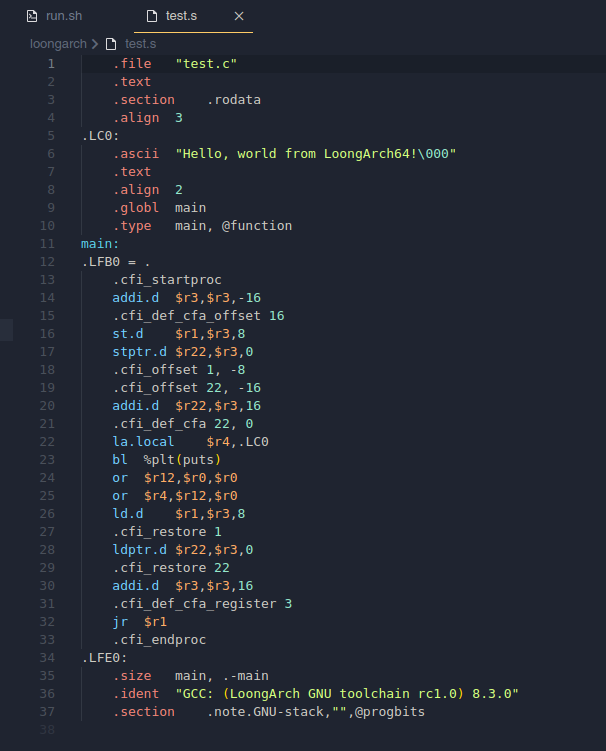 run.sh test.s
loongarch > test.s
1 .file "test.c"
2 .text
3 .section .rodata
4 .align 3
5 .LC0:
6 .ascii "Hello, world from LoongArch64!\000"
7 .text
8 .align 2
9 .globl main
10 .type main, @function
11 main:
12 .LFB0 = .
13 .cfi_startproc
14 addi.d $r3,$r3,-16
15 .cfi_def_cfa_offset 16
16 st.d $r1,$r3,8
17 stptr.d $r22,$r3,0
18 .cfi_offset 1, -8
19 .cfi_offset 22, -16
20 addi.d $r22,$r3,16
21 .cfi_def_cfa 22, 0
22 la.local $r4,.LC0
23 bl %plt(puts)
24 or $r12,$r0,$r0
25 or $r4,$r12,$r0
26 ld.d $r1,$r3,8
27 .cfi_restore 1
28 ldptr.d $r22,$r3,0
29 .cfi_restore 22
30 addi.d $r3,$r3,16
31 .cfi_def_cfa_register 3
32 jr $r1
33 .cfi_endproc
34 .LFE0:
35 .size main, .-main
36 .ident "GCC: (LoongArch GNU toolchain rc1.0) 8.3.0"
37 .section .note.GNU-stack,"",@progbits
38